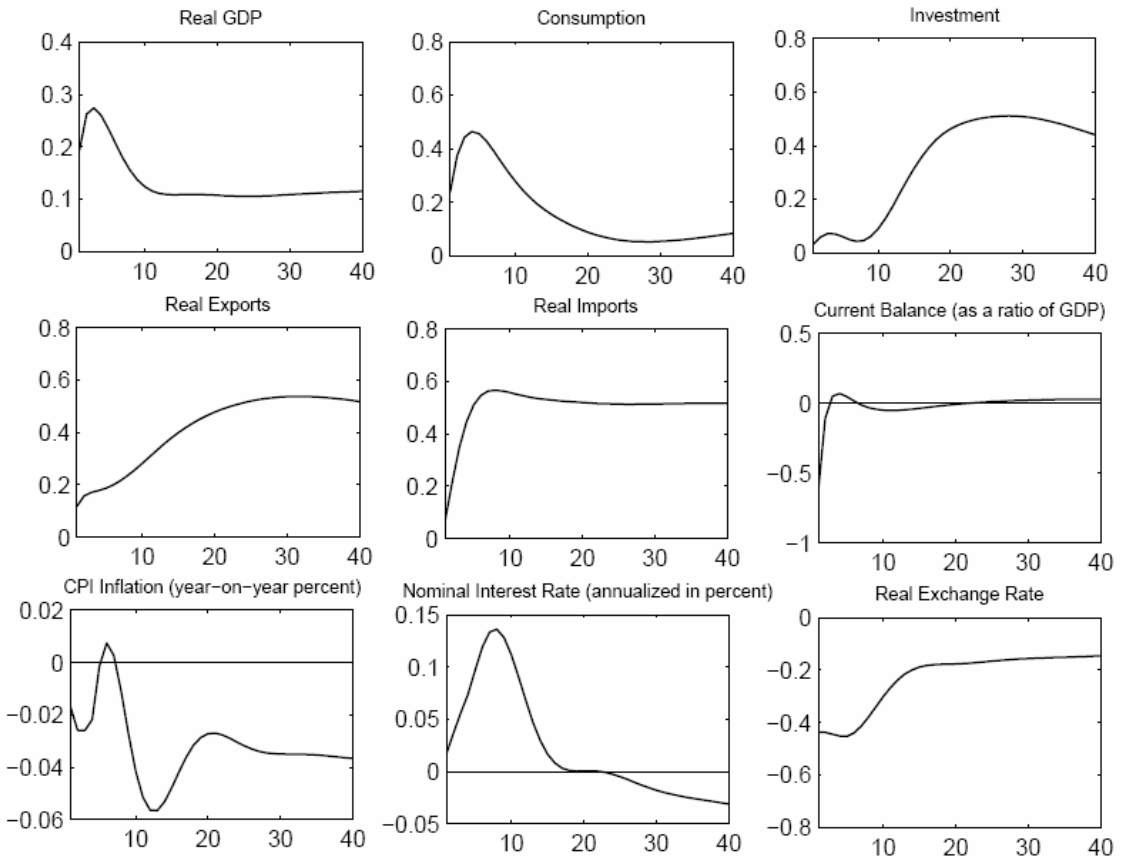 Real GDP
0.4
0.3
0.2
0.1
0
10 20 30 40
Consumption
0.8
0.6
0.4
0.2
0
10 20 30 40
Investment
0.8
0.6
0.4
0.2
0
10 20 30 40
Real Exports
0.8
0.6
0.4
0.2
0
10 20 30 40
Real Imports
0.8
0.6
0.4
0.2
0
10 20 30 40
Current Balance (as a ratio of GDP)
0.5
0
−0.5
−1
10 20 30 40
CPI Inflation (year−on−year percent)
0.02
0
−0.02
−0.04
−0.06
10 20 30 40
Nominal Interest Rate (annualized in percent)
0.15
0.1
0.05
0
−0.05
10 20 30 40
Real Exchange Rate
0
−0.2
−0.4
−0.6
−0.8
10 20 30 40